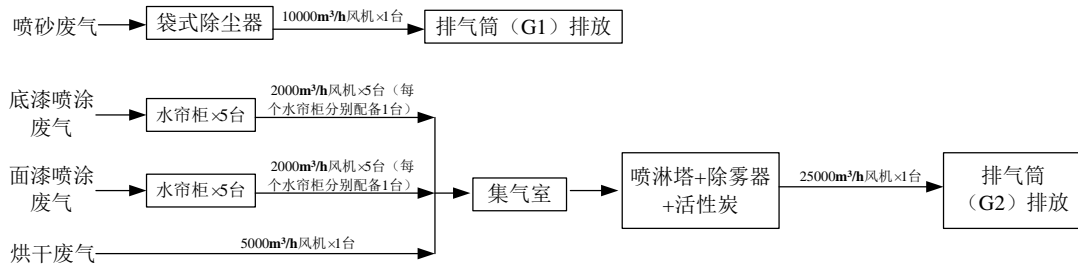 喷砂废气
袋式除尘器
10000m³/h风机×1台
排气筒（G1）排放
底漆喷涂
废气
水帘柜×5台
2000m³/h风机×5台（每
个水帘柜分别配备1台）
面漆喷涂
废气
水帘柜×5台
2000m³/h风机×5台（每
个水帘柜分别配备1台）
烘干废气
5000m³/h风机×1台
集气室
喷淋塔+除雾器
+活性炭
25000m³/h风机×1台
排气筒
（G2）排放